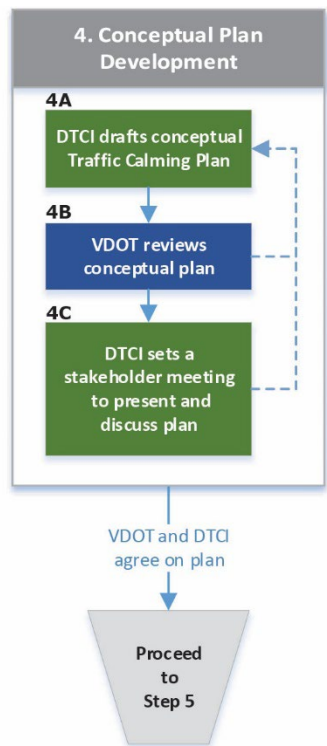 4. Conceptual Plan
Development
4A
DTCI drafts conceptual
Traffic Calming Plan
4B
VDOT reviews
conceptual plan
4C
DTCI sets a
stakeholder meeting
to present and
discuss plan
VDOT and DTCI
agree on plan
Proceed
to
Step 5